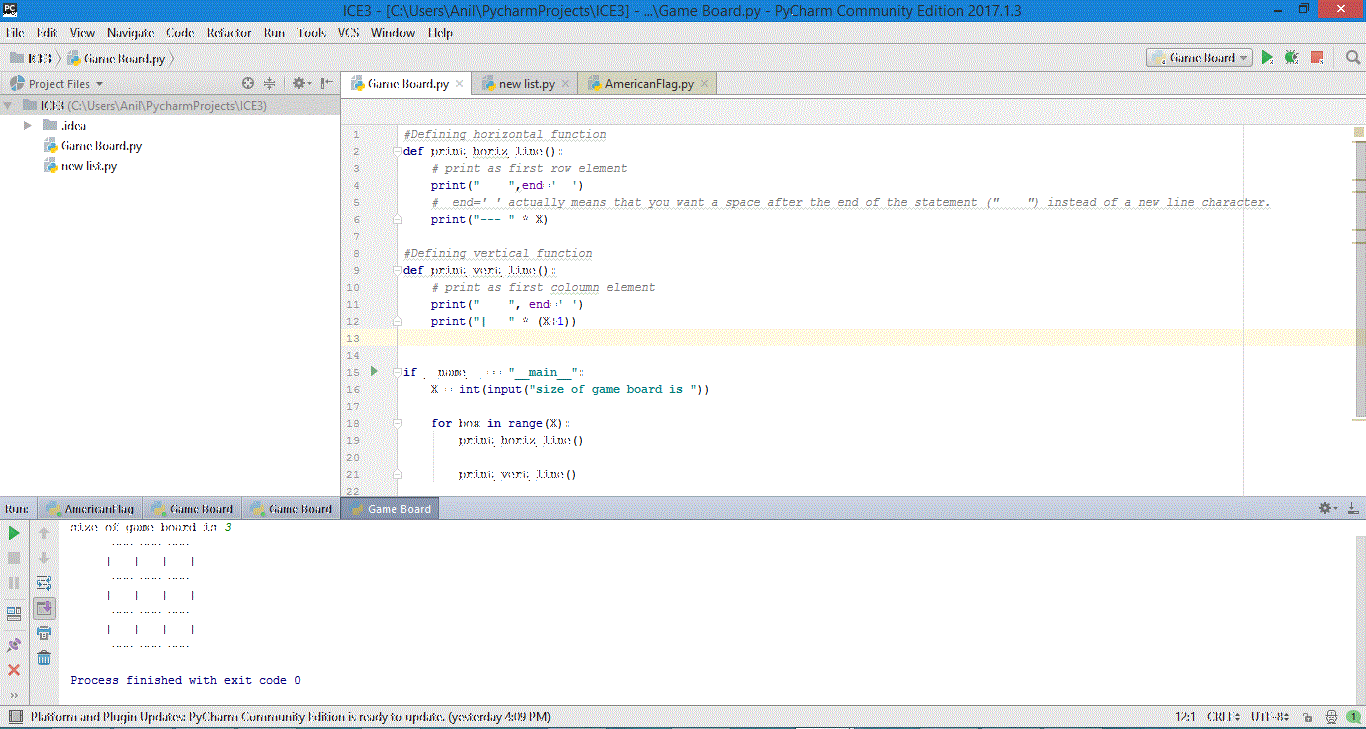 ICE3 - [C:\Users\Anil\PycharmProjects\ICE3] - ...\Game Board.py - PyCharm Community Edition 2017.1.3
File Edit View Navigate Code Refactor Run Tools VCS Window Help
ICE3 Game Board.py Game Board
Project Files Game Board.py new list.py AmericanFlag.py
ICE3 (C:\Users\Anil\PycharmProjects\ICE3)
.idea
Game Board.py
new list.py
1 #Defining horizontal function
2 def print_horiz_line():
3 # print as first row element
4 print("    ",end='  ')
5 #  end=' ' actually means that you want a space after the end of the statement ("    ") instead of a new line character.
6 print("--- " * X)
7
8 #Defining vertical function
9 def print_vert_line():
10 # print as first coloumn element
11 print("    ", end=' ')
12 print("|   " * (X+1))
13
14
15 if __name__ == "__main__":
16 X = int(input("size of game board is "))
17
18 for box in range(X):
19 print_horiz_line()
20
21 print_vert_line()
22
Run: AmericanFlag Game Board Game Board Game Board
size of game board is 3
--- --- ---
|   |   |   |
--- --- ---
|   |   |   |
--- --- ---
|   |   |   |
--- --- ---
Process finished with exit code 0
Platform and Plugin Updates: PyCharm Community Edition is ready to update. (yesterday 4:09 PM) 12:1 CRLF UTF-8 1